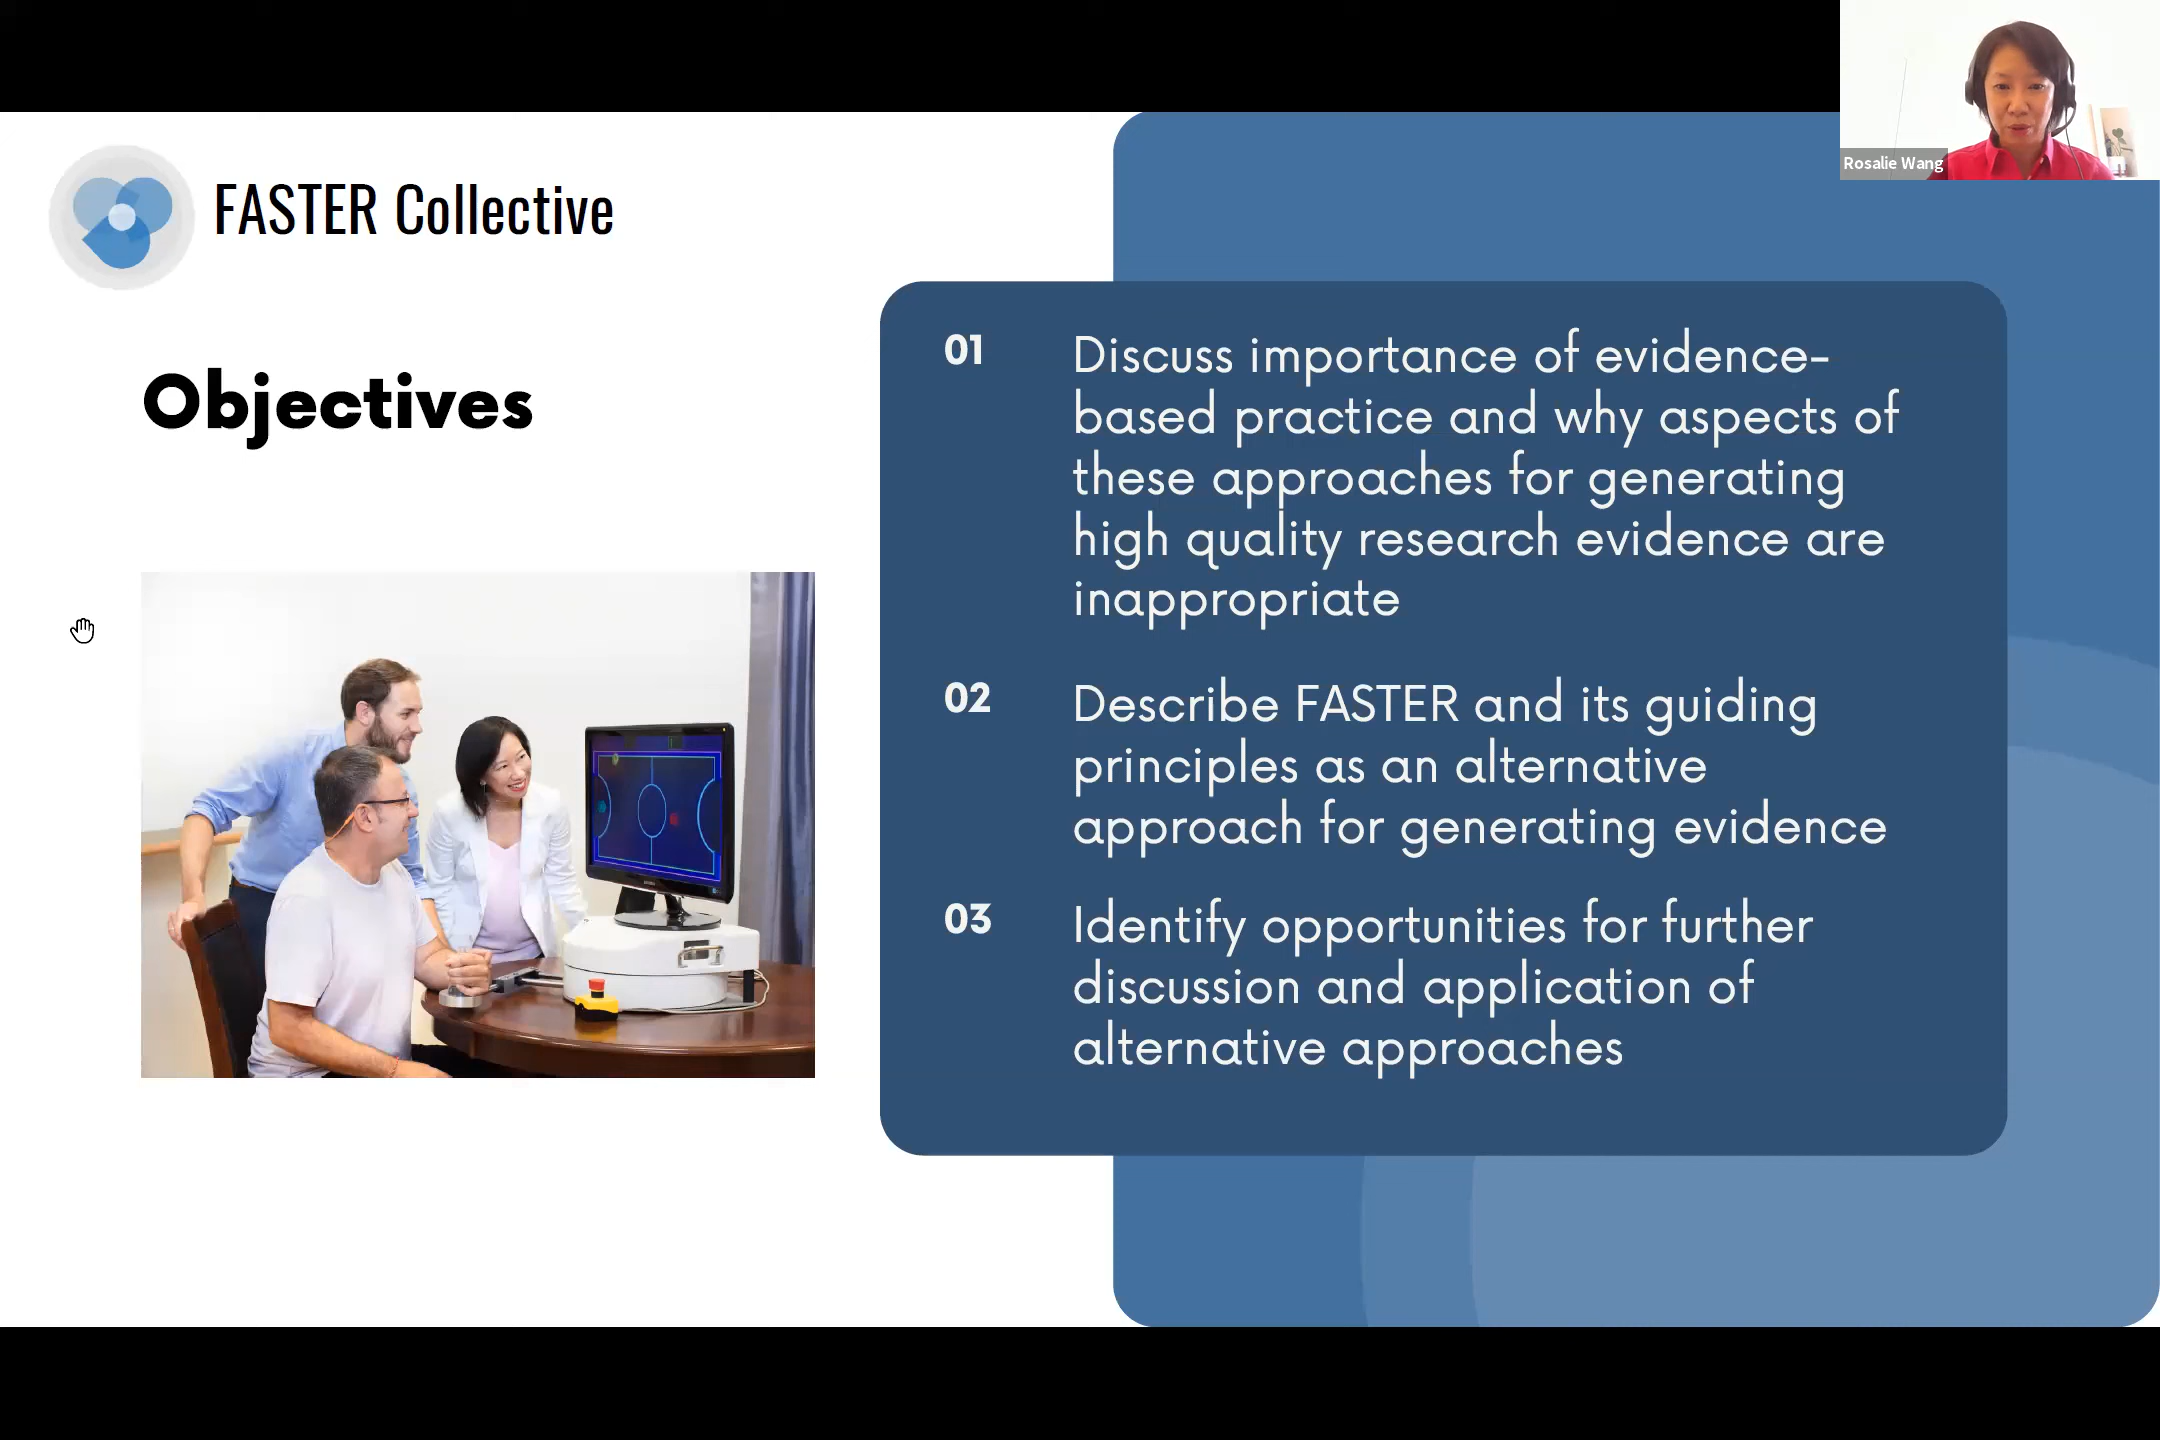 Rosalie Wang
FASTER Collective
Objectives
01
Discuss importance of evidence-
based practice and why aspects of
these approaches for generating
high quality research evidence are
inappropriate
02
Describe FASTER and its guiding
principles as an alternative
approach for generating evidence
03
Identify opportunities for further
discussion and application of
alternative approaches